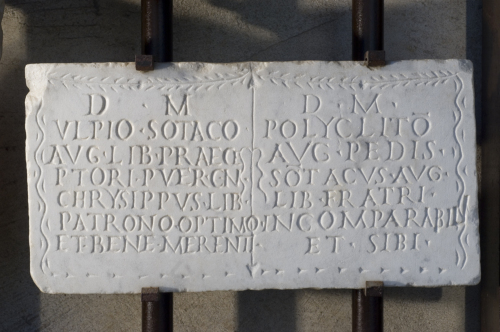 D · M
VLPIO · SOTACO
AVG · LIB · PRAEC
PTORI · PVERON
CHRYSIPPVS · LIB ·
PATRONO · OPTIMO
ET · BENE · MERENTI
D · M ·
POLYCLITO
AVG · PEDIS ·
SOTACVS · AVG ·
LIB · FRATRI
INCOMPARABILI
ET · SIBI ·